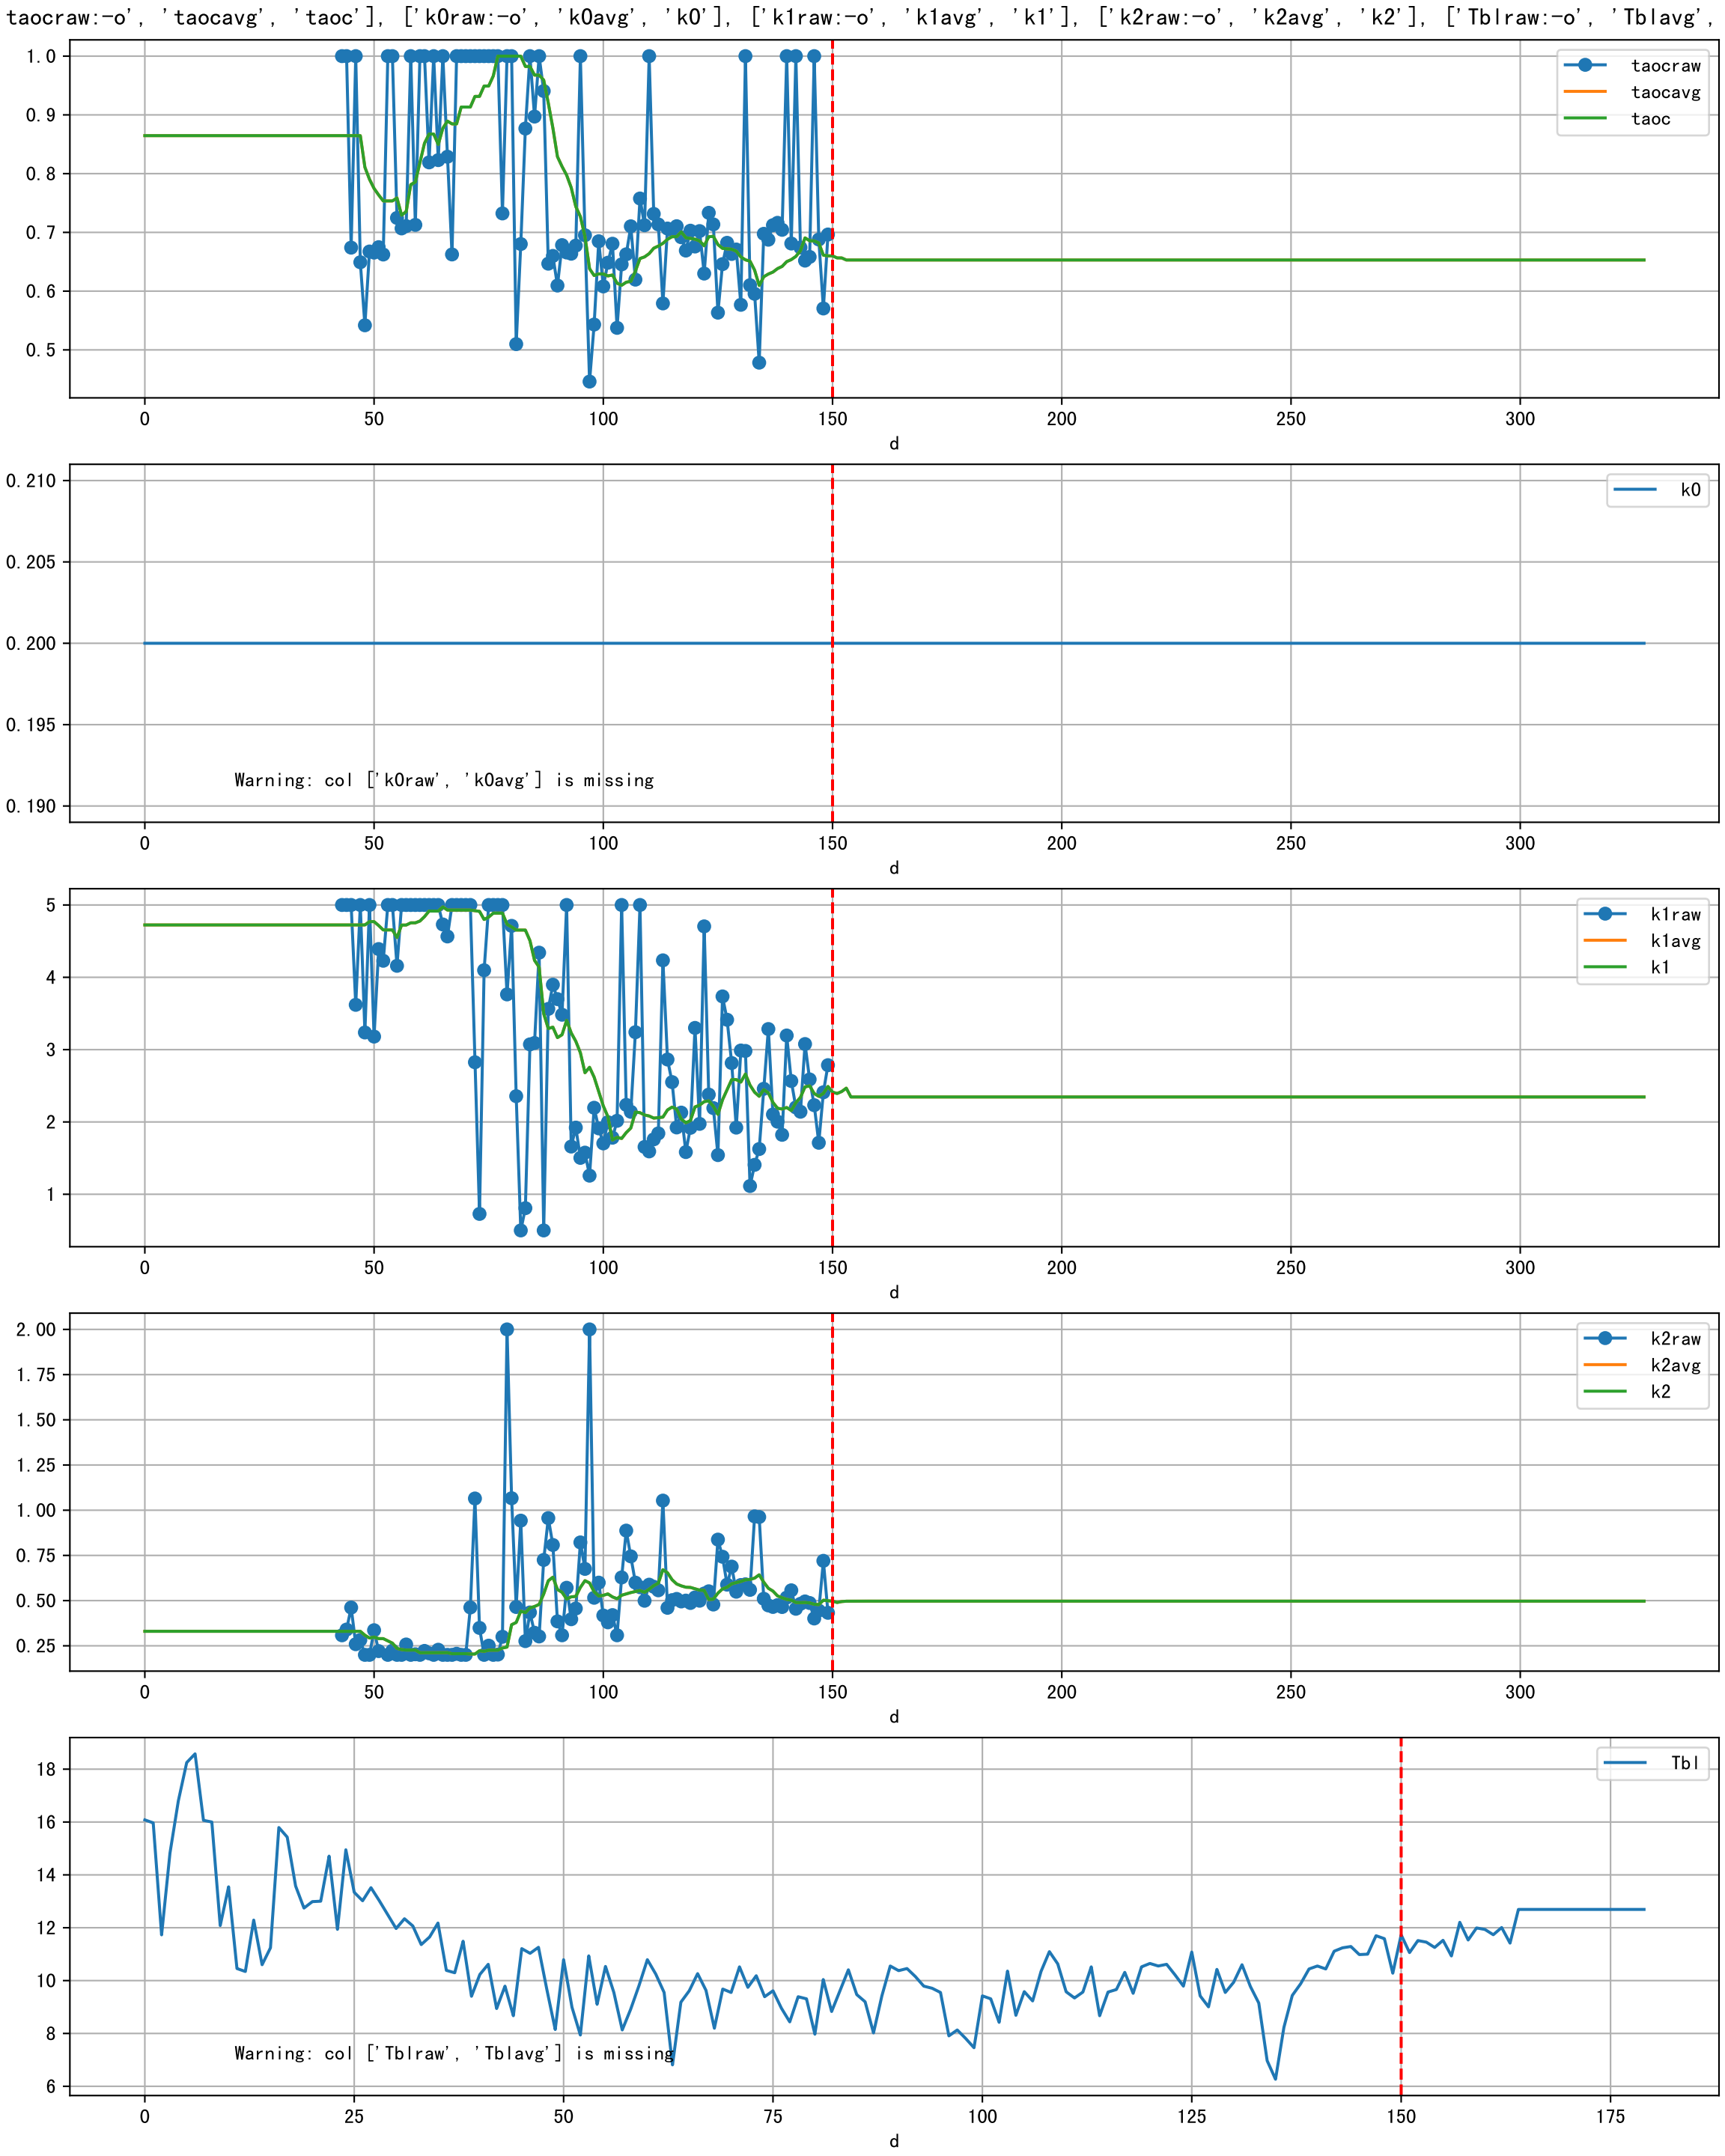 taocraw:-o', 'taocavg', 'taoc'], ['k0raw:-o', 'k0avg', 'k0'], ['k1raw:-o', 'k1avg', 'k1'], ['k2raw:-o', 'k2avg', 'k2'], ['Tblraw:-o', 'Tblavg',
1.0
0.9
0.8
0.7
0.6
0.5
taocraw
taocavg
taoc
0 50 100 150 200 250 300
d
0.210
0.205
0.200
0.195
0.190
k0
Warning: col ['k0raw', 'k0avg'] is missing
0 50 100 150 200 250 300
d
5
4
3
2
1
k1raw
k1avg
k1
0 50 100 150 200 250 300
d
2.00
1.75
1.50
1.25
1.00
0.75
0.50
0.25
k2raw
k2avg
k2
0 50 100 150 200 250 300
d
18
16
14
12
10
8
6
Tbl
Warning: col ['Tblraw', 'Tblavg'] is missing
0 25 50 75 100 125 150 175
d